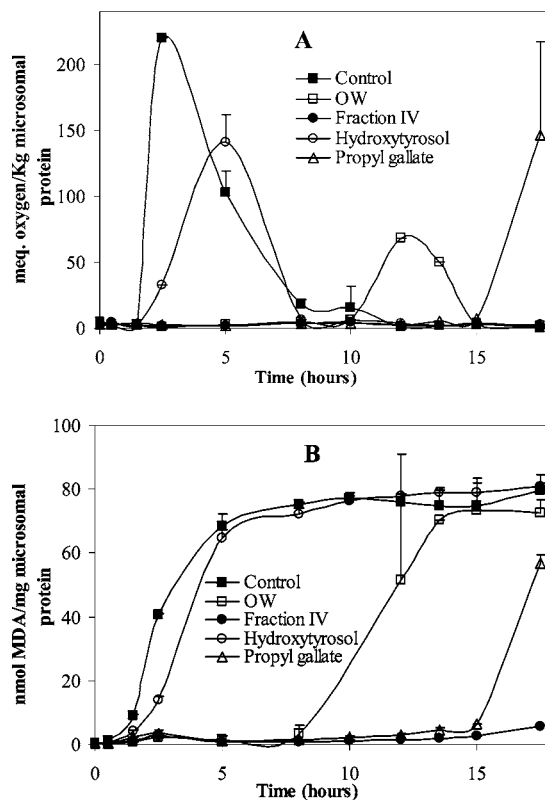 A
200
150
100
50
0
meq. oxygen/Kg microsomal
protein
Control
OW
Fraction IV
Hydroxytyrosol
Propyl gallate
0 5 10 15
Time (hours)
B
100
80
60
40
20
0
nmol MDA/mg microsomal
protein
Control
OW
Fraction IV
Hydroxytyrosol
Propyl gallate
0 5 10 15
Time (hours)